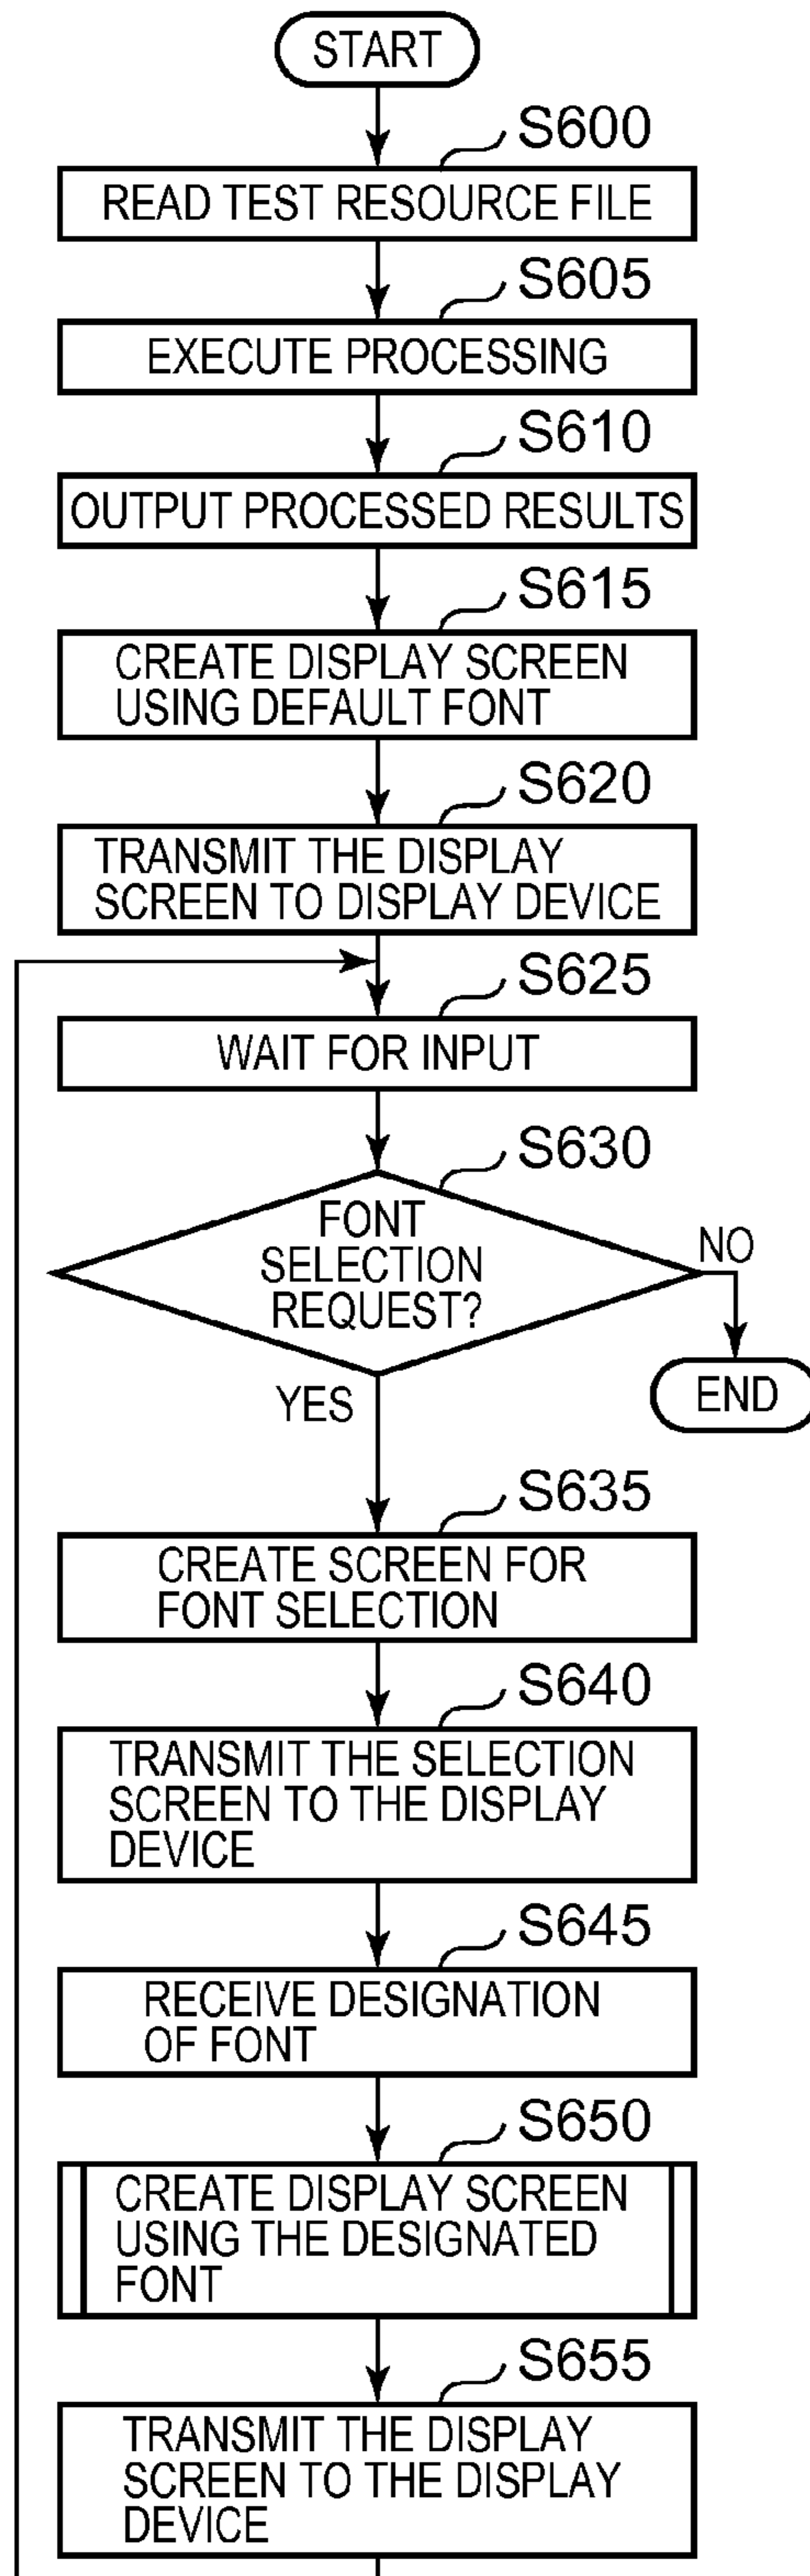 START
S600
READ TEST RESOURCE FILE
S605
EXECUTE PROCESSING
S610
OUTPUT PROCESSED RESULTS
S615
CREATE DISPLAY SCREEN
USING DEFAULT FONT
S620
TRANSMIT THE DISPLAY
SCREEN TO DISPLAY DEVICE
S625
WAIT FOR INPUT
S630
FONT
SELECTION
REQUEST?
NO
END
YES
S635
CREATE SCREEN FOR
FONT SELECTION
S640
TRANSMIT THE SELECTION
SCREEN TO THE DISPLAY
DEVICE
S645
RECEIVE DESIGNATION
OF FONT
S650
CREATE DISPLAY SCREEN
USING THE DESIGNATED
FONT
S655
TRANSMIT THE DISPLAY
SCREEN TO THE DISPLAY
DEVICE